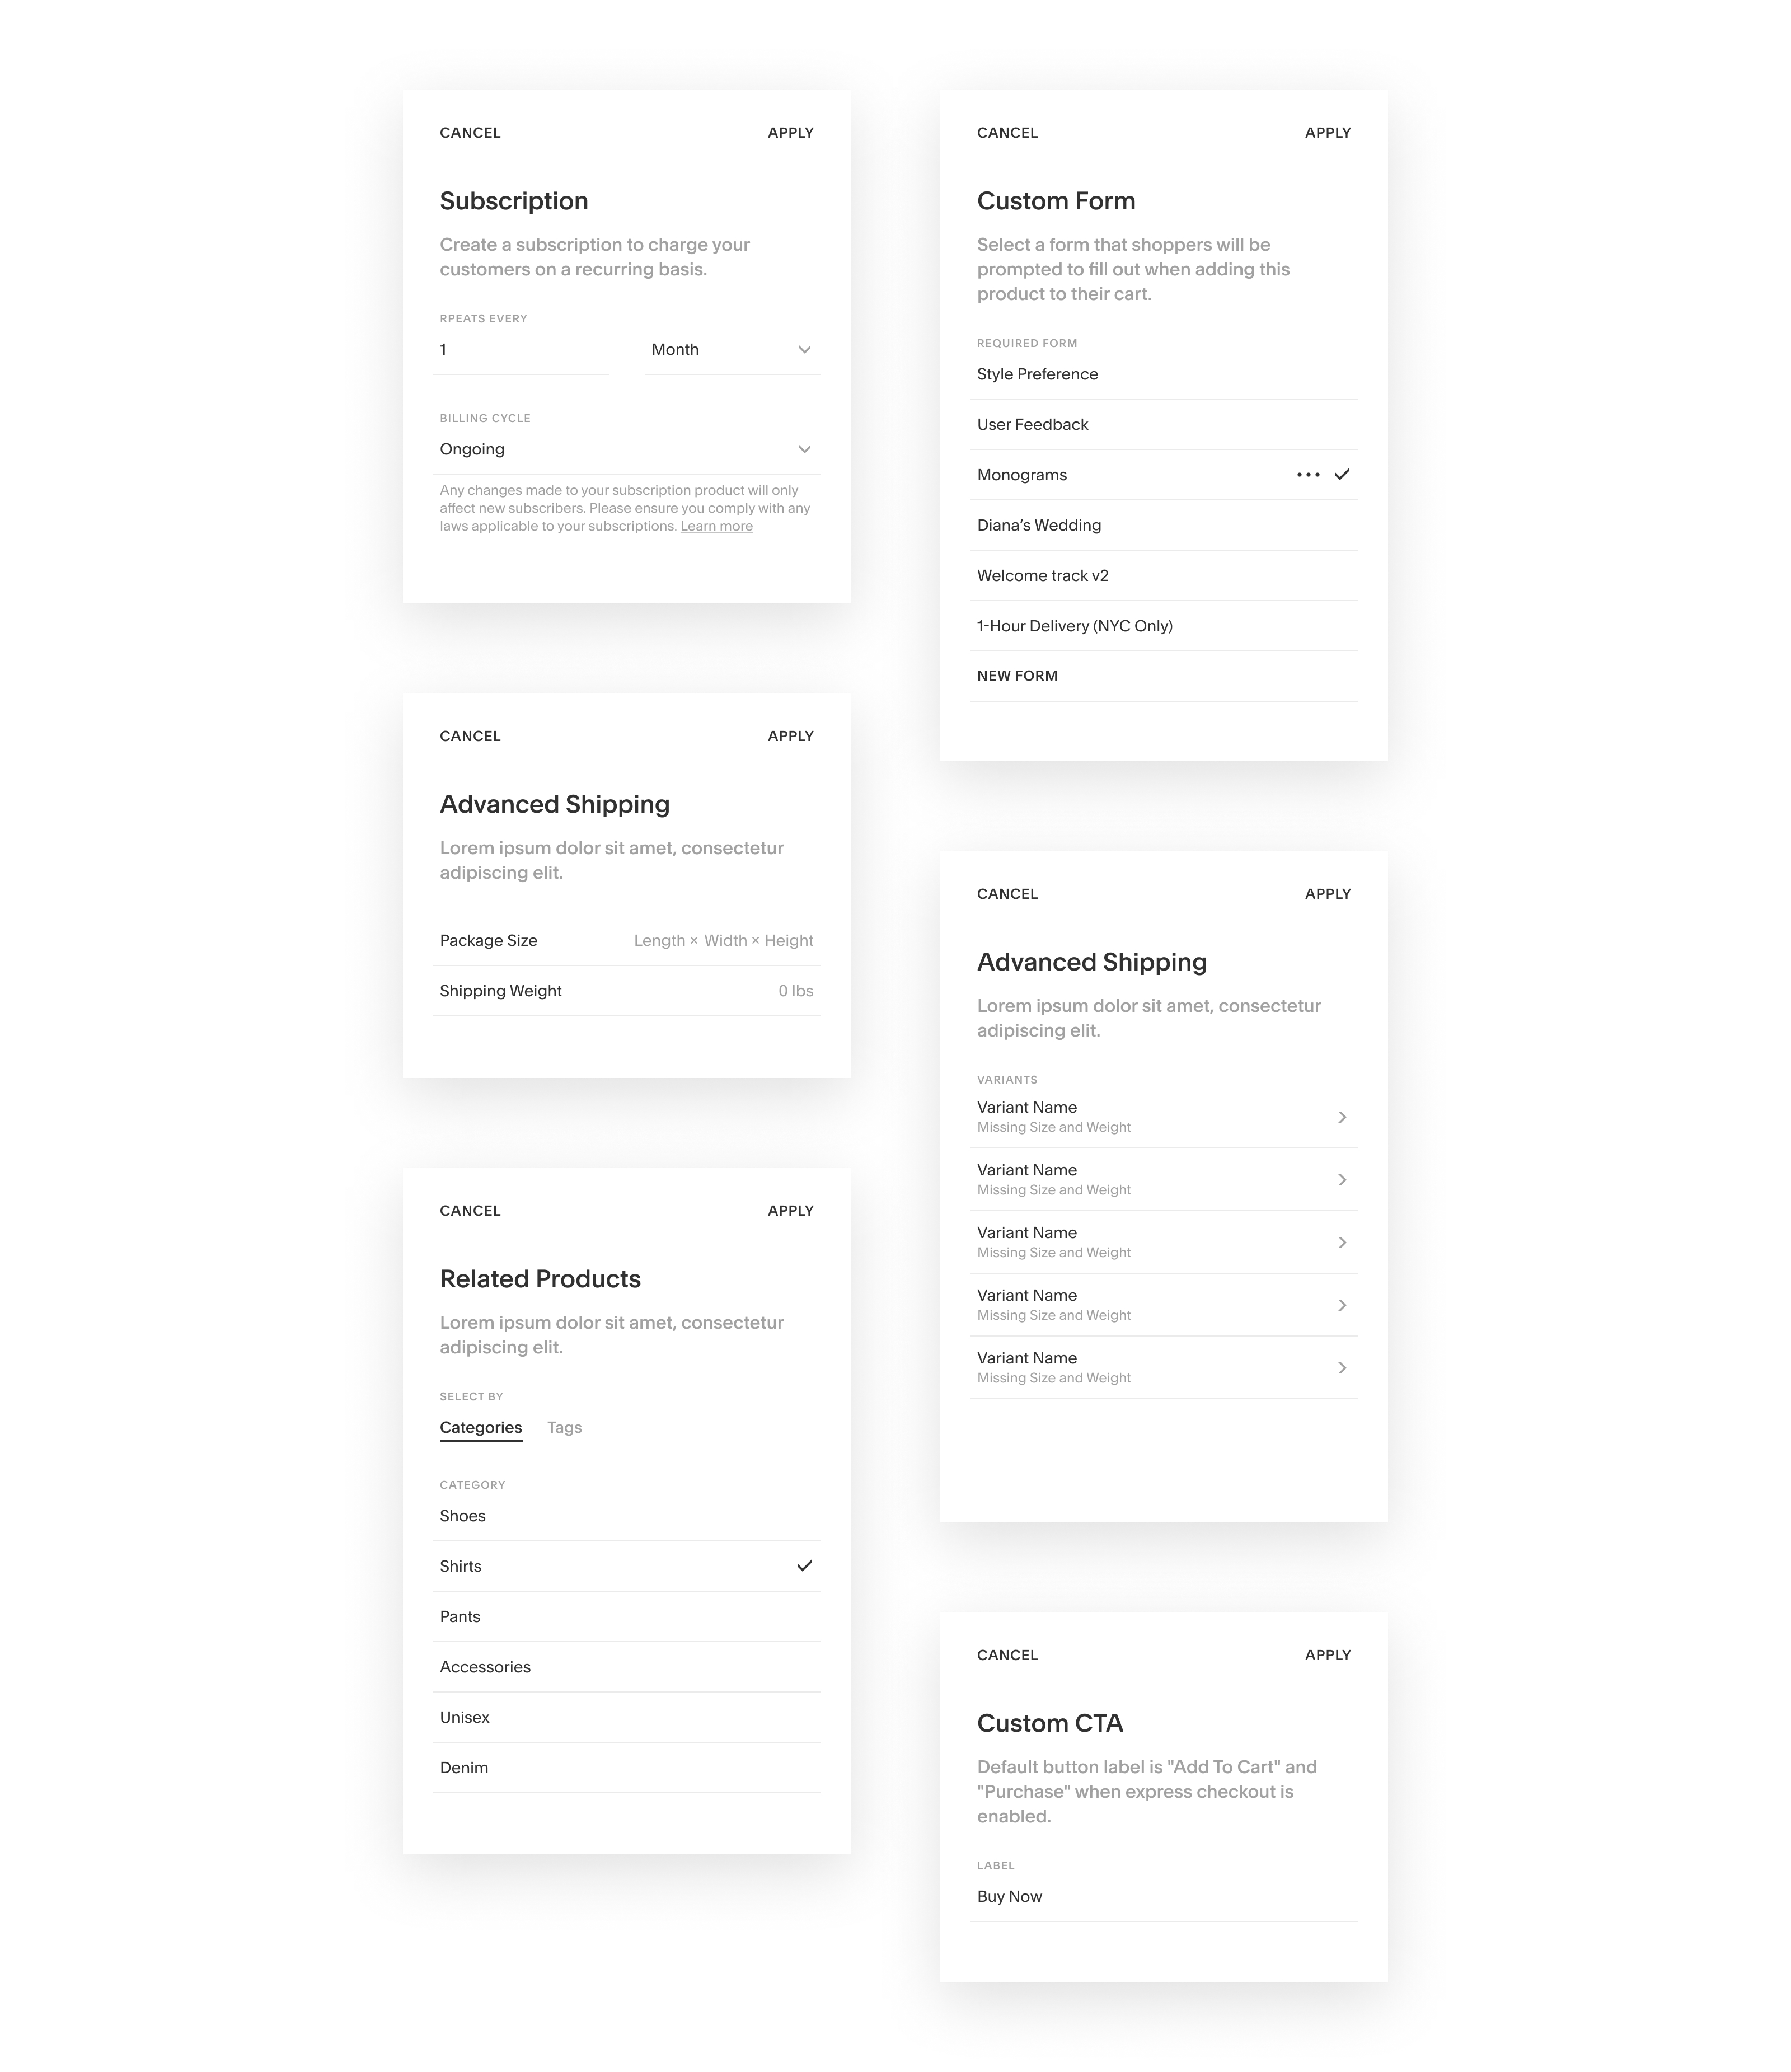 CANCEL APPLY
Subscription
Create a subscription to charge your
customers on a recurring basis.
RPEATS EVERY
1 Month
BILLING CYCLE
Ongoing
Any changes made to your subscription product will only
affect new subscribers. Please ensure you comply with any
laws applicable to your subscriptions. Learn more
CANCEL APPLY
Advanced Shipping
Lorem ipsum dolor sit amet, consectetur
adipiscing elit.
Package Size Length × Width × Height
Shipping Weight 0 lbs
CANCEL APPLY
Related Products
Lorem ipsum dolor sit amet, consectetur
adipiscing elit.
SELECT BY
Categories Tags
CATEGORY
Shoes
Shirts
Pants
Accessories
Unisex
Denim
CANCEL APPLY
Custom Form
Select a form that shoppers will be
prompted to fill out when adding this
product to their cart.
REQUIRED FORM
Style Preference
User Feedback
Monograms
Diana’s Wedding
Welcome track v2
1-Hour Delivery (NYC Only)
NEW FORM
CANCEL APPLY
Advanced Shipping
Lorem ipsum dolor sit amet, consectetur
adipiscing elit.
VARIANTS
Variant Name
Missing Size and Weight
Variant Name
Missing Size and Weight
Variant Name
Missing Size and Weight
Variant Name
Missing Size and Weight
Variant Name
Missing Size and Weight
CANCEL APPLY
Custom CTA
Default button label is "Add To Cart" and
"Purchase" when express checkout is
enabled.
LABEL
Buy Now